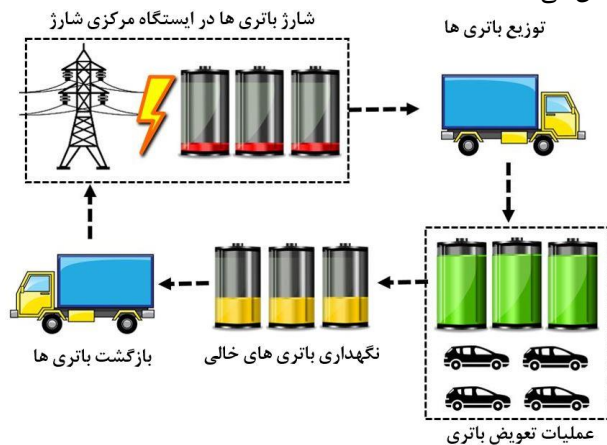 شارژ باتری ها در ایستگاه مرکزی شارژ
توزیع باتری ها
نگهداری باتری های خالی
بازگشت باتری ها
عملیات تعویض باتری